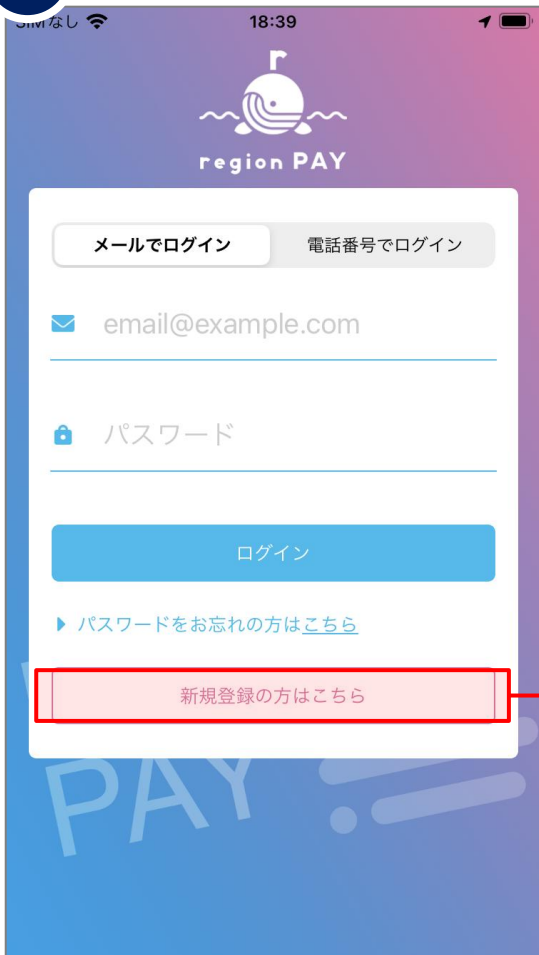 SIMなし 18:39
r
region PAY
メールでログイン 電話番号でログイン
email@example.com
パスワード
ログイン
パスワードをお忘れの方はこちら
新規登録の方はこちら
PAY